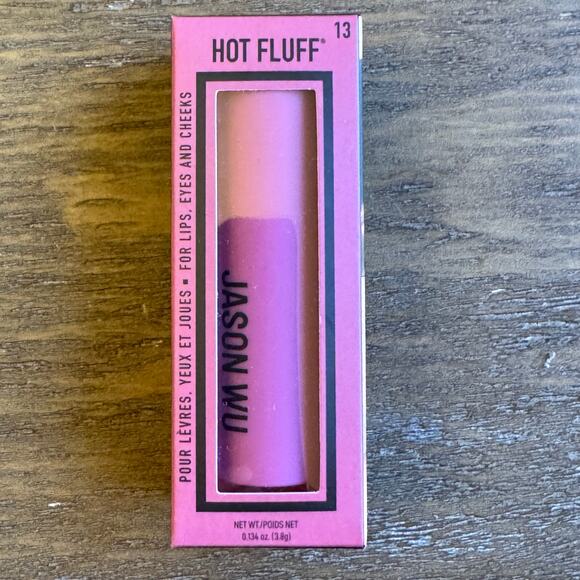 HOT FLUFF®
13
POUR LÈVRES, YEUX ET JOUES ▪ FOR LIPS, EYES AND CHEEKS
JASON WU
NET WT/POIDS NET
0.134 oz. (3.8g)